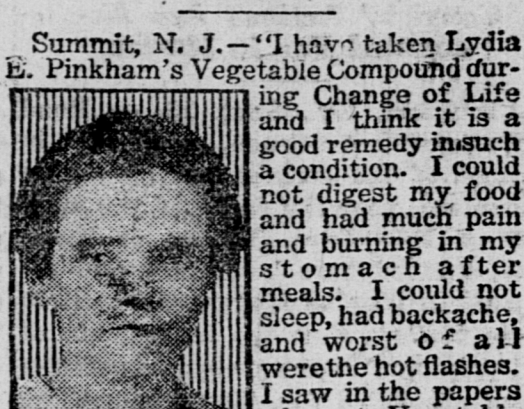 Summit, N. J.—"I have taken Lydia
E. Pinkham's Vegetable Compound dur-
ing Change of Life
and I think it is a
good remedy in such
a condition. I could
not digest my food
and had much pain
and burning in my
stomach after
meals. I could not
sleep, had backache,
and worst of all
were the hot flashes.
I saw in the papers